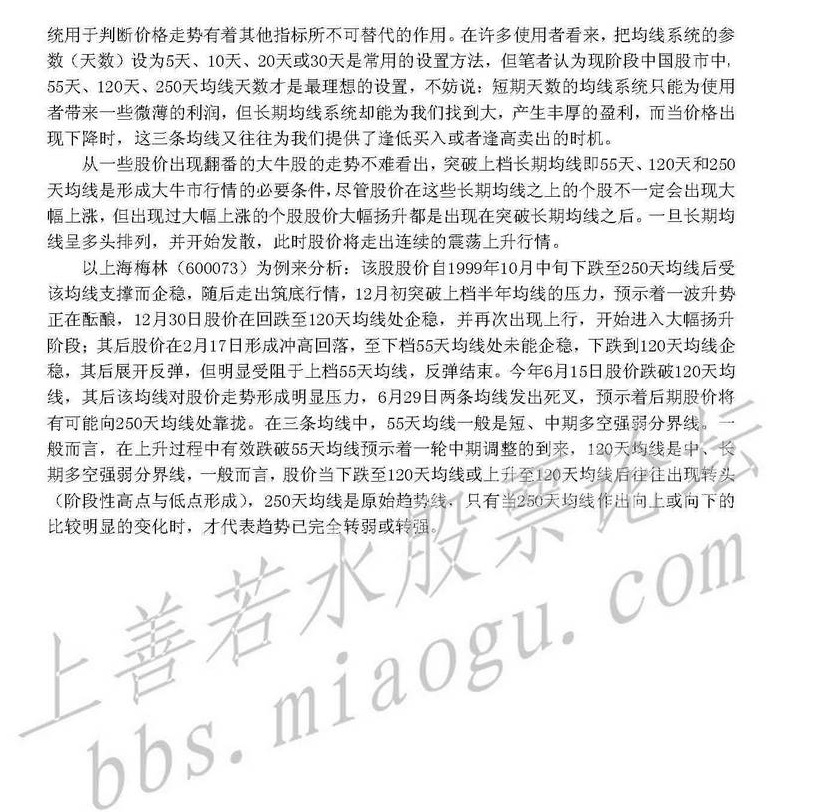 统用于判断价格走势有着其他指标所不可替代的作用。在许多使用者看来，把均线系统的参
数（天数）设为5天、10天、20天或30天是常用的设置方法，但笔者认为现阶段中国股市中，
55天、120天、250天均线天数才是最理想的设置，不妨说：短期天数的均线系统只能为使用
者带来一些微薄的利润，但长期均线系统却能为我们找到大，产生丰厚的盈利，而当价格出
现下降时，这三条均线又往往为我们提供了逢低买入或者逢高卖出的时机。
从一些股价出现翻番的大牛股的走势不难看出，突破上档长期均线即55天、120天和250
天均线是形成大牛市行情的必要条件，尽管股价在这些长期均线之上的个股不一定会出现大
幅上涨，但出现过大幅上涨的个股股价大幅扬升都是出现在突破长期均线之后。一旦长期均
线呈多头排列，并开始发散，此时股价将走出连续的震荡上升行情。
以上海梅林（600073）为例来分析：该股股价自1999年10月中旬下跌至250天均线后受
该均线支撑而企稳，随后走出筑底行情，12月初突破上档半年均线的压力，预示着一波升势
正在酝酿，12月30日股价在回跌至120天均线处企稳，并再次出现上行，开始进入大幅扬升
阶段；其后股价在2月17日形成冲高回落，至下档55天均线处未能企稳，下跌到120天均线企
稳，其后展开反弹，但明显受阻于上档55天均线，反弹结束。今年6月15日股价跌破120天均
线，其后该均线对股价走势形成明显压力，6月29日两条均线发出死叉，预示着后期股价将
有可能向250天均线处靠拢。在三条均线中，55天均线一般是短、中期多空强弱分界线。一
般而言，在上升过程中有效跌破55天均线预示着一轮中期调整的到来，120天均线是中、长
期多空强弱分界线，一般而言，股价当下跌至120天均线或上升至120天均线后往往出现转头
（阶段性高点与低点形成），250天均线是原始趋势线，只有当250天均线作出向上或向下的
比较明显的变化时，才代表趋势已完全转弱或转强。
上善若水股票论坛
bbs.miaogu.com